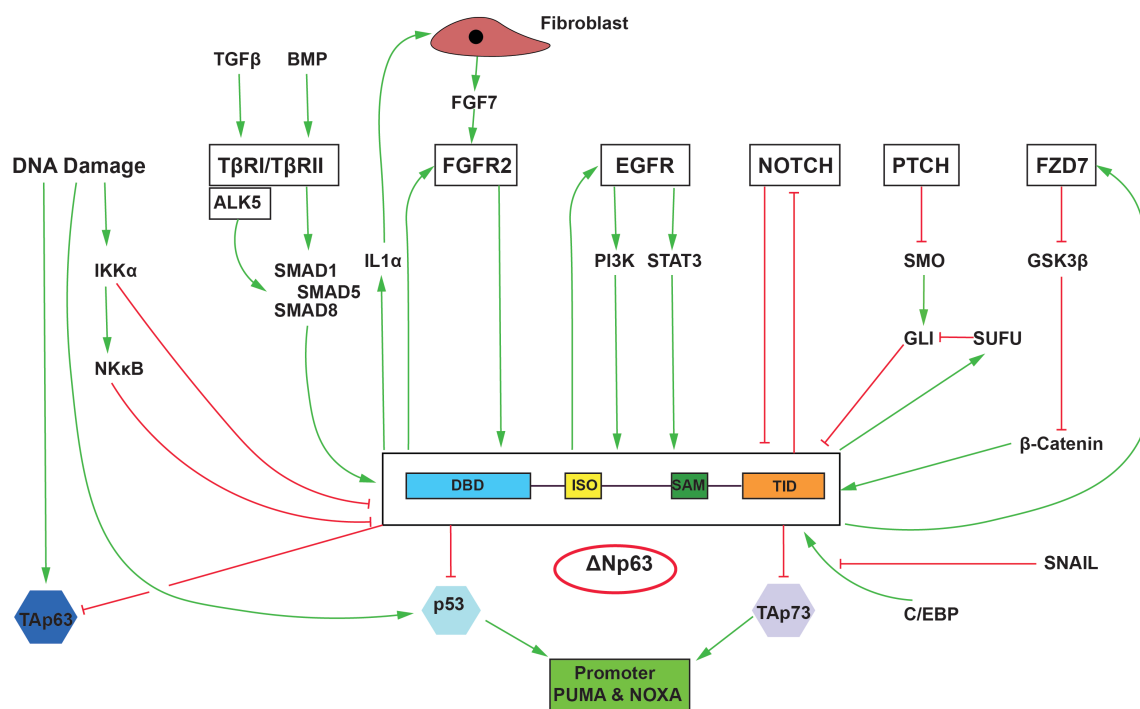 Fibroblast
TGFβ
BMP
FGF7
DNA Damage
TβRI/TβRII
FGFR2
EGFR
NOTCH
PTCH
FZD7
ALK5
IKKα
SMAD1
SMAD5
SMAD8
IL1α
PI3K
STAT3
SMO
GSK3β
GLI
SUFU
NKκB
β-Catenin
DBD
ISO
SAM
TID
ΔNp63
SNAIL
TAp63
p53
TAp73
C/EBP
Promoter
PUMA & NOXA